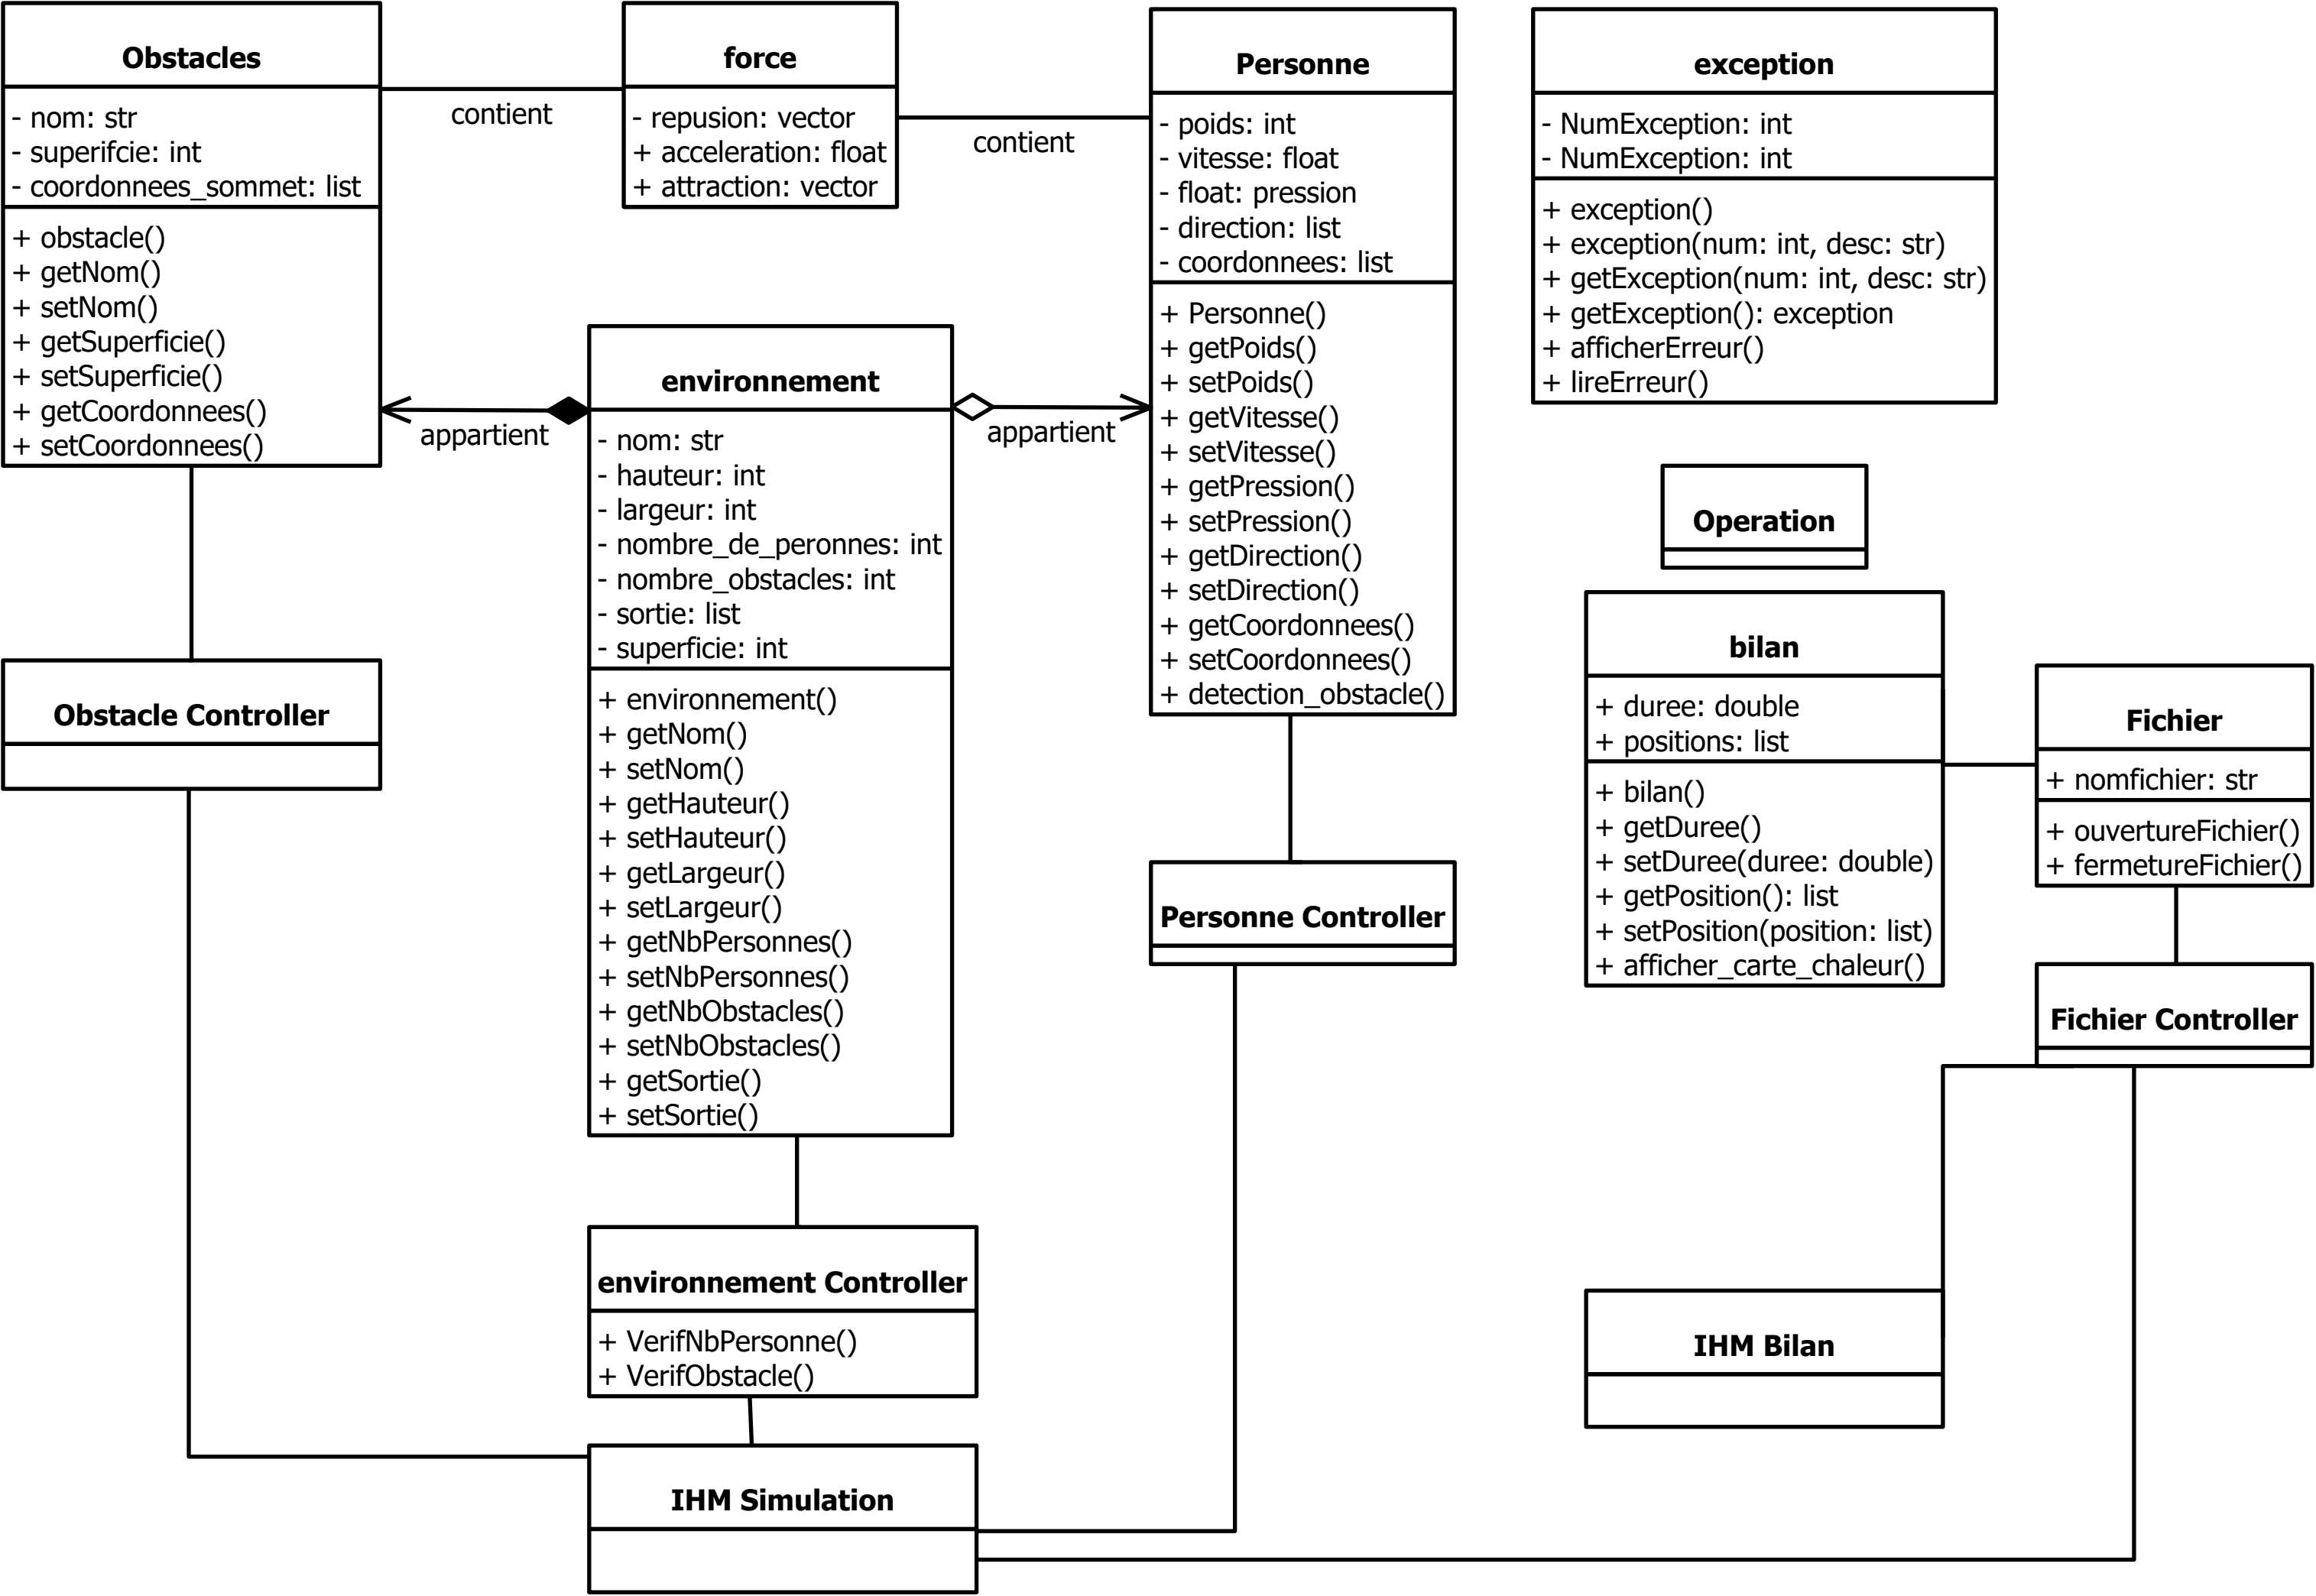 Obstacles
- nom: str
- superifcie: int
- coordonnees_sommet: list
+ obstacle()
+ getNom()
+ setNom()
+ getSuperficie()
+ setSuperficie()
+ getCoordonnees()
+ setCoordonnees()
contient
force
- repusion: vector
+ acceleration: float
+ attraction: vector
contient
Personne
- poids: int
- vitesse: float
- float: pression
- direction: list
- coordonnees: list
+ Personne()
+ getPoids()
+ setPoids()
+ getVitesse()
+ setVitesse()
+ getPression()
+ setPression()
+ getDirection()
+ setDirection()
+ getCoordonnees()
+ setCoordonnees()
+ detection_obstacle()
exception
- NumException: int
- NumException: int
+ exception()
+ exception(num: int, desc: str)
+ getException(num: int, desc: str)
+ getException(): exception
+ afficherErreur()
+ lireErreur()
appartient
environnement
- nom: str
- hauteur: int
- largeur: int
- nombre_de_peronnes: int
- nombre_obstacles: int
- sortie: list
- superficie: int
+ environnement()
+ getNom()
+ setNom()
+ getHauteur()
+ setHauteur()
+ getLargeur()
+ setLargeur()
+ getNbPersonnes()
+ setNbPersonnes()
+ getNbObstacles()
+ setNbObstacles()
+ getSortie()
+ setSortie()
appartient
Operation
bilan
+ duree: double
+ positions: list
+ bilan()
+ getDuree()
+ setDuree(duree: double)
+ getPosition(): list
+ setPosition(position: list)
+ afficher_carte_chaleur()
Fichier
+ nomfichier: str
+ ouvertureFichier()
+ fermetureFichier()
Obstacle Controller
Personne Controller
Fichier Controller
environnement Controller
+ VerifNbPersonne()
+ VerifObstacle()
IHM Bilan
IHM Simulation